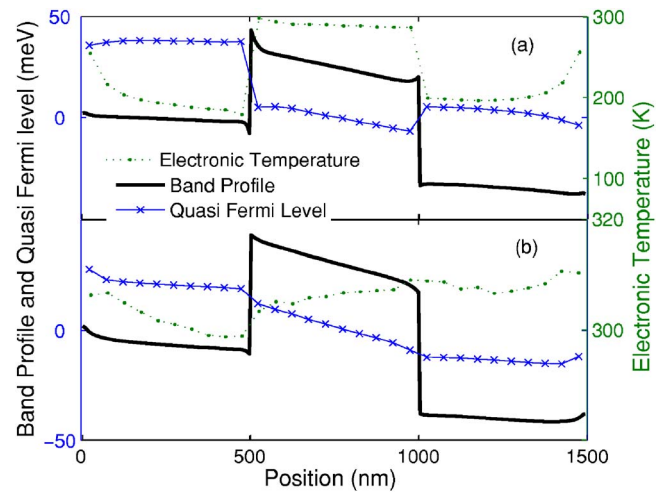 50
300
(a)
0
200
Electronic Temperature
Band Profile
Quasi Fermi Level
100
320
(b)
0
300
−50
0
500
1000
1500
Position (nm)
Band Profile and Quasi Fermi level (meV)
Electronic Temperature (K)